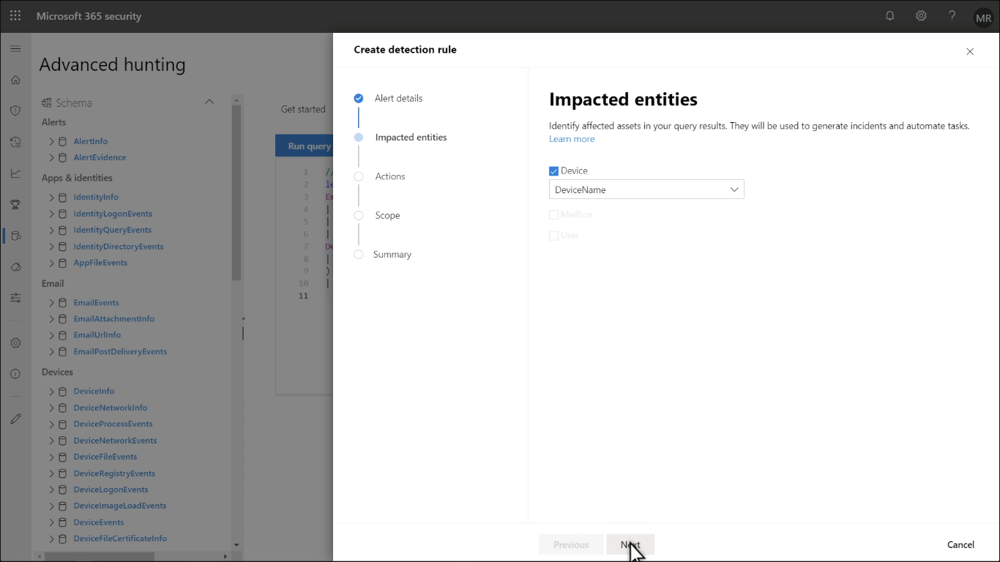 Microsoft 365 security
MR
Advanced hunting
Schema
Alerts
AlertInfo
AlertEvidence
Apps & identities
IdentityInfo
IdentityLogonEvents
IdentityQueryEvents
IdentityDirectoryEvents
AppFileEvents
Email
EmailEvents
EmailAttachmentInfo
EmailUrlInfo
EmailPostDeliveryEvents
Devices
DeviceInfo
DeviceNetworkInfo
DeviceProcessEvents
DeviceNetworkEvents
DeviceFileEvents
DeviceRegistryEvents
DeviceLogonEvents
DeviceImageLoadEvents
DeviceEvents
DeviceFileCertificateInfo
Get started
Run query
1 //
2 le
3 Em
4 |
5 |
6 |
7 De
8 |
9 )
10 |
11
Create detection rule
Alert details
Impacted entities
Actions
Scope
Summary
Impacted entities
Identify affected assets in your query results. They will be used to generate incidents and automate tasks.
Learn more
Device
DeviceName
Mailbox
User
Previous
Next
Cancel